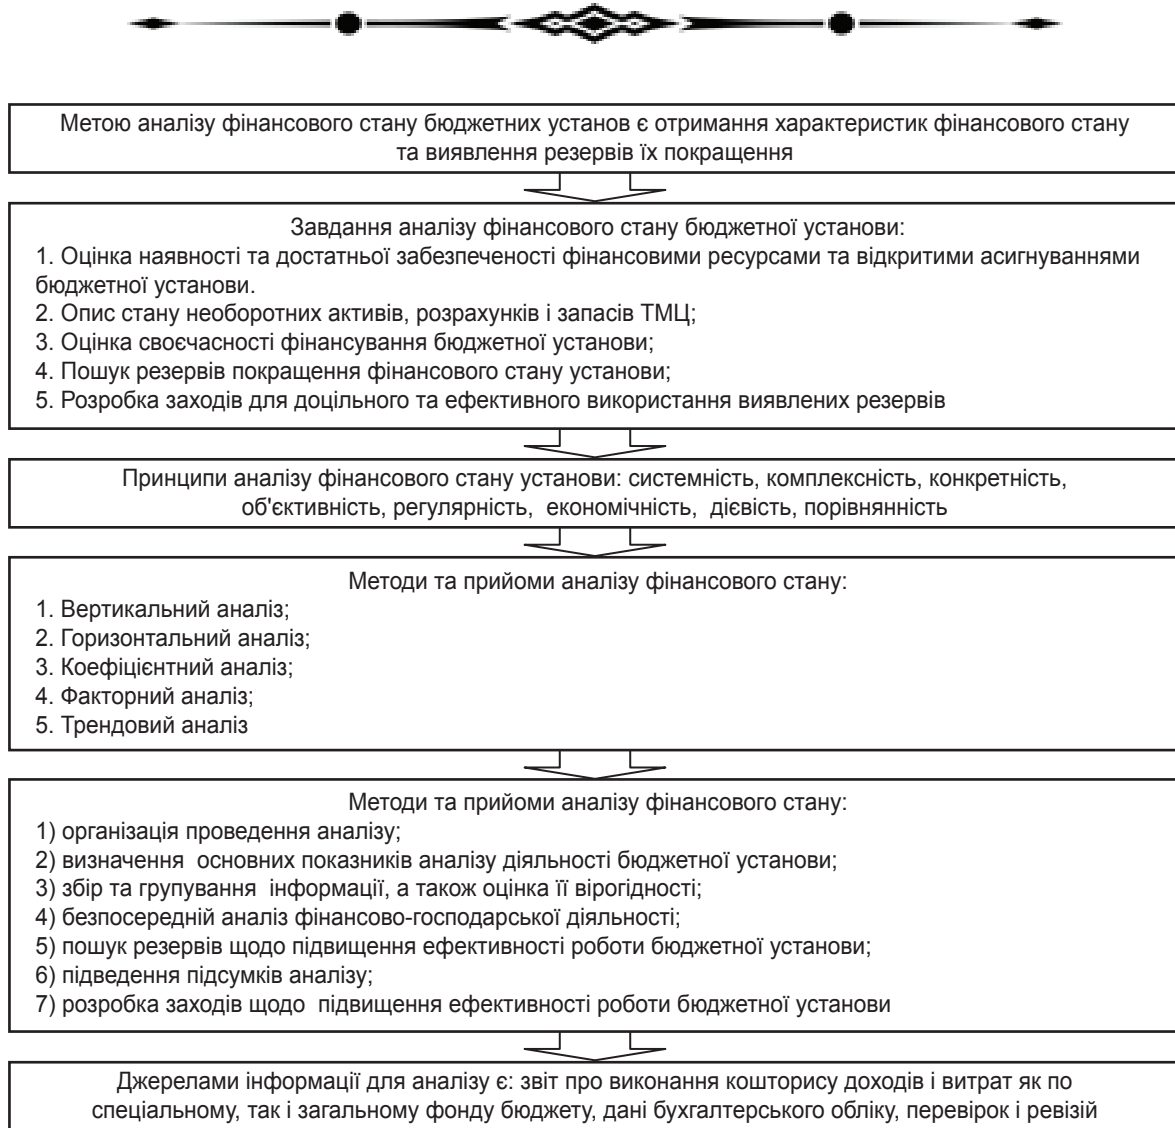 Метою аналізу фінансового стану бюджетних установ є отримання характеристик фінансового стану
та виявлення резервів їх покращення
Завдання аналізу фінансового стану бюджетної установи:
1. Оцінка наявності та достатньої забезпеченості фінансовими ресурсами та відкритими асигнуваннями
бюджетної установи.
2. Опис стану необоротних активів, розрахунків і запасів ТМЦ;
3. Оцінка своєчасності фінансування бюджетної установи;
4. Пошук резервів покращення фінансового стану установи;
5. Розробка заходів для доцільного та ефективного використання виявлених резервів
Принципи аналізу фінансового стану установи: системність, комплексність, конкретність,
об'єктивність, регулярність, економічність, дієвість, порівнянність
Методи та прийоми аналізу фінансового стану:
1. Вертикальний аналіз;
2. Горизонтальний аналіз;
3. Коефіцієнтний аналіз;
4. Факторний аналіз;
5. Трендовий аналіз
Методи та прийоми аналізу фінансового стану:
1) організація проведення аналізу;
2) визначення основних показників аналізу діяльності бюджетної установи;
3) збір та групування інформації, а також оцінка її вірогідності;
4) безпосередній аналіз фінансово-господарської діяльності;
5) пошук резервів щодо підвищення ефективності роботи бюджетної установи;
6) підведення підсумків аналізу;
7) розробка заходів щодо підвищення ефективності роботи бюджетної установи
Джерелами інформації для аналізу є: звіт про виконання кошторису доходів і витрат як по
спеціальному, так і загальному фонду бюджету, дані бухгалтерського обліку, перевірок і ревізій